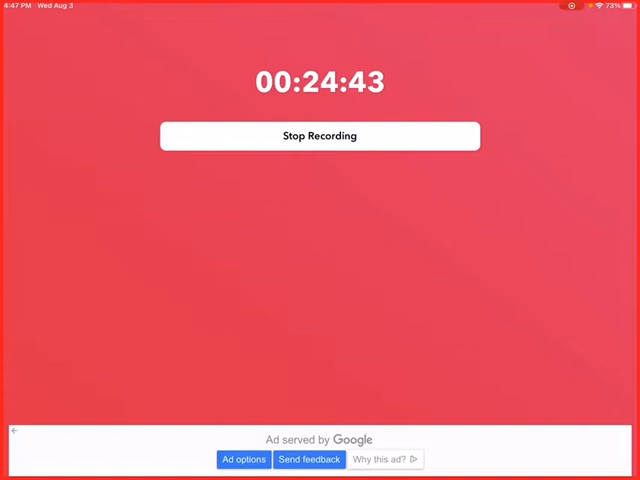 4:47 PM Wed Aug 3 73%
00:24:43
Stop Recording
Ad served by Google
Ad options Send feedback Why this ad?